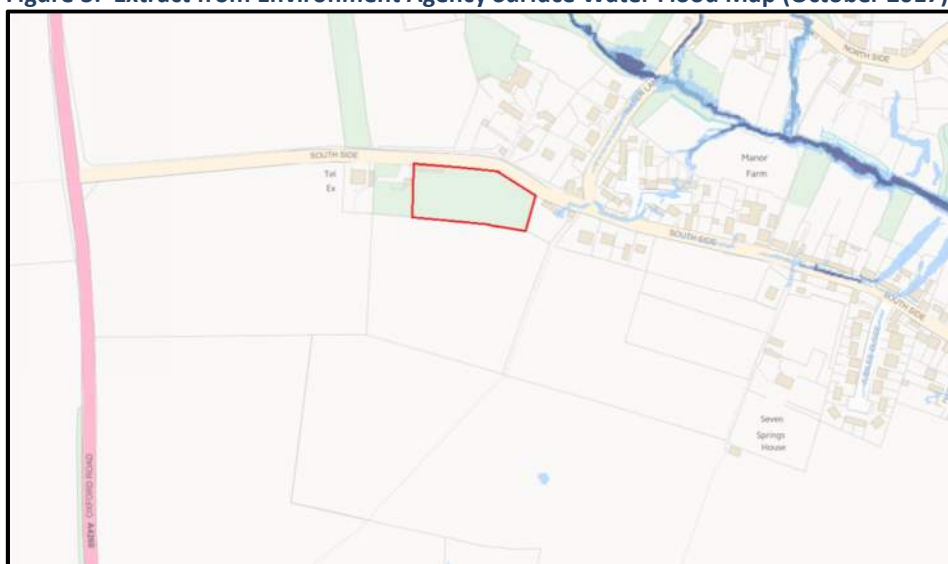 Figure 3: Extract from Environment Agency Surface Water Flood Map (October 2017)
NORTH SIDE
SOUTH SIDE
Tel
Ex
Manor
Farm
SOUTH SIDE
SOUTH SIDE
Seven
Springs
House
A4260 OXFORD ROAD